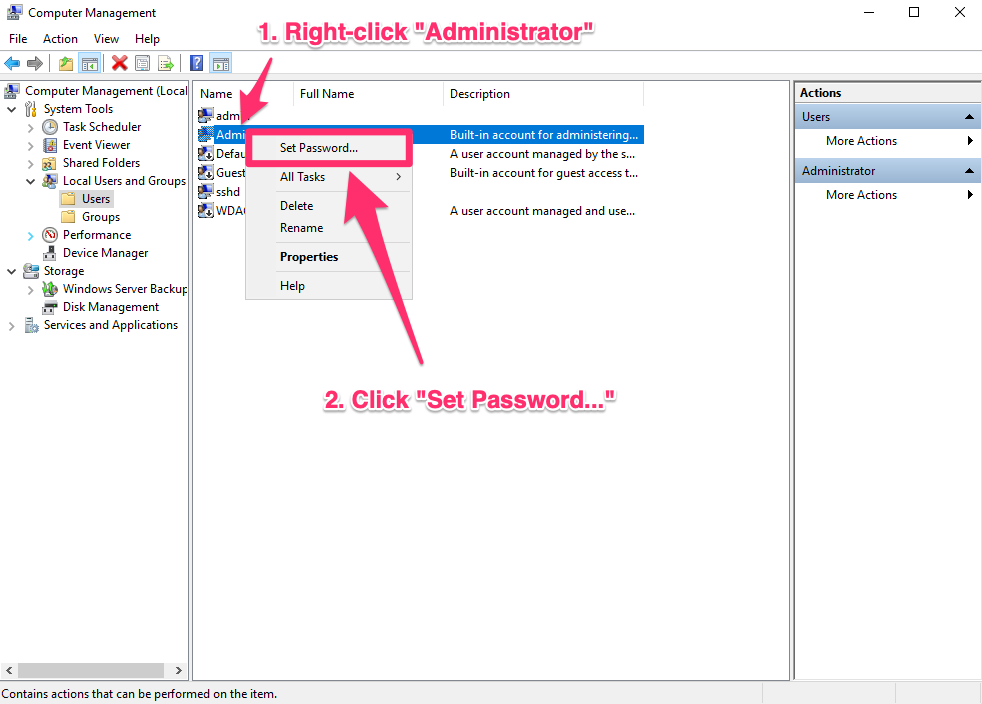 Computer Management
1. Right-click "Administrator"
File Action View Help
Computer Management (Local
System Tools
Task Scheduler
Event Viewer
Shared Folders
Local Users and Groups
Users
Groups
Performance
Device Manager
Storage
Windows Server Backup
Disk Management
Services and Applications
Name Full Name Description
Admi Built-in account for administering...
Defau A user account managed by the s...
Guest Built-in account for guest access t...
sshd
WDAG A user account managed and use...
Set Password...
All Tasks
Delete
Rename
Properties
Help
2. Click "Set Password..."
Actions
Users
More Actions
Administrator
More Actions
Contains actions that can be performed on the item.